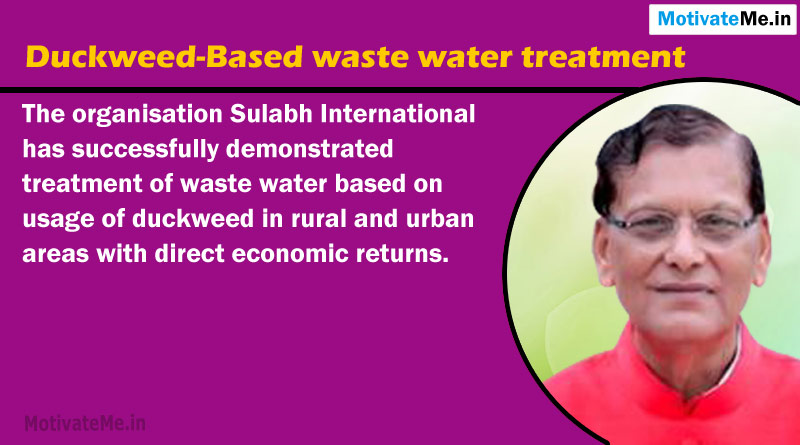 MotivateMe.in
Duckweed-Based waste water treatment
The organisation Sulabh International
has successfully demonstrated
treatment of waste water based on
usage of duckweed in rural and urban
areas with direct economic returns.
MotivateMe.in